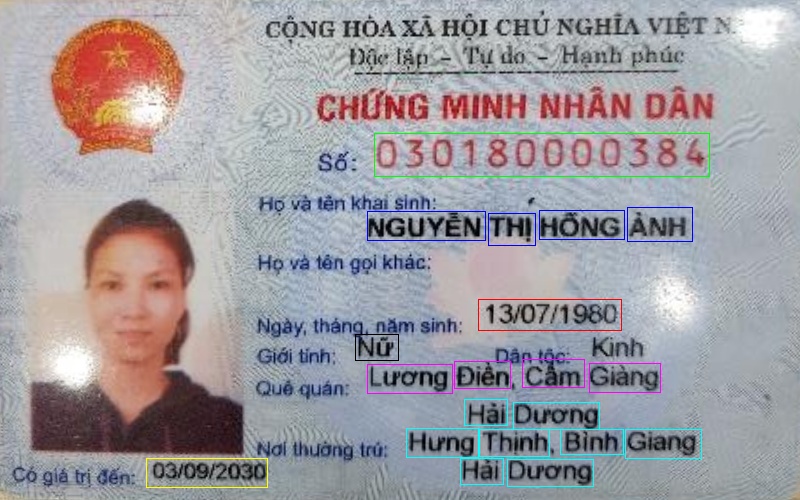 CỘNG HÒA XÃ HỘI CHỦ NGHĨA VIỆT
Độc lập - Tự do - Hạnh phúc
CHỨNG MINH NHÂN DÂN
Số: 030180000384
Họ và tên khai sinh:
NGUYỄN THỊ HỒNG ÁNH
Họ và tên gọi khác:
Ngày, tháng, năm sinh: 13/07/1980
Giới tính: Nữ Dân tộc: Kinh
Quê quán: Lương Điền, Cẩm Giàng
Hải Dương
Nơi thường trú: Hưng Thịnh, Bình Giang
Hải Dương
Có giá trị đến: 03/09/2030